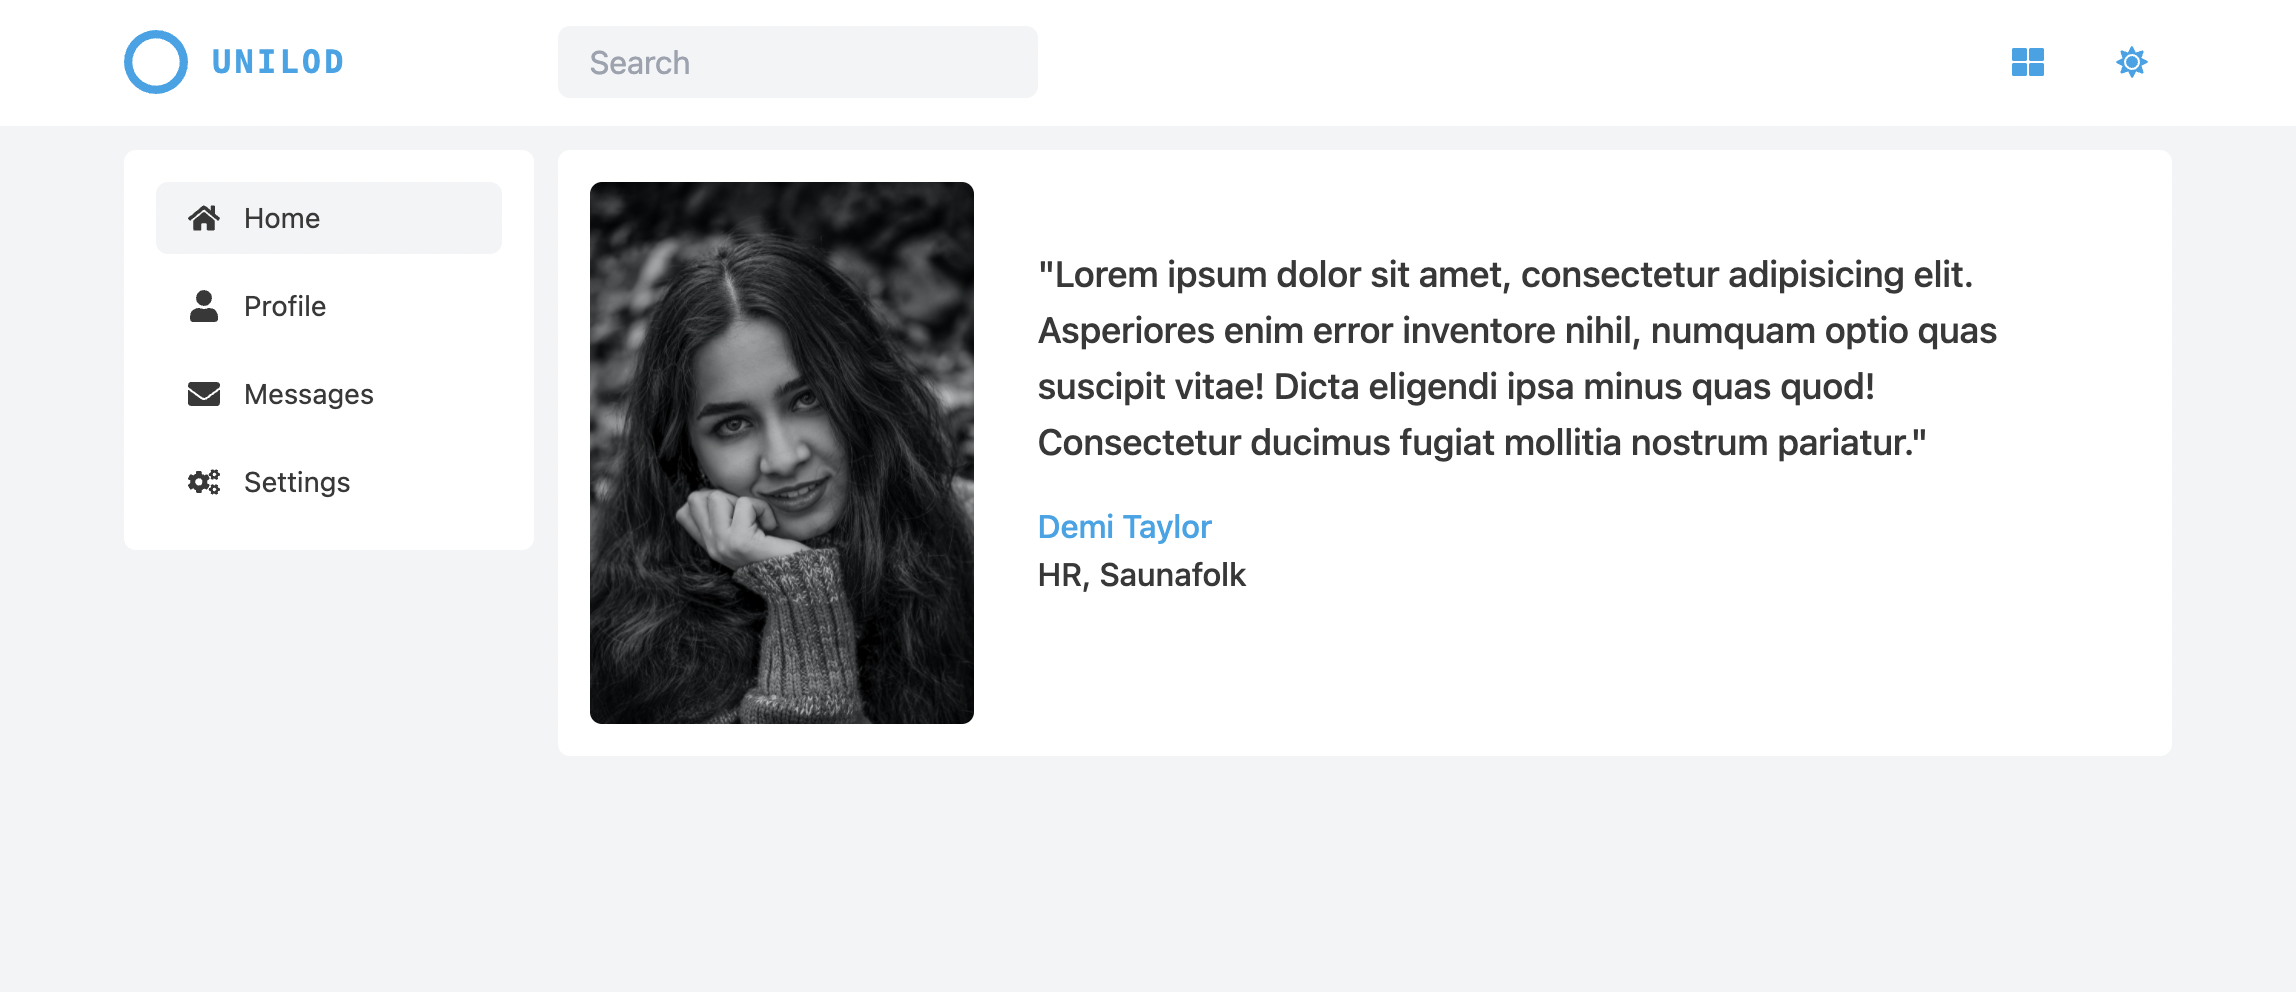 UNILOD
Search
Home
Profile
Messages
Settings
"Lorem ipsum dolor sit amet, consectetur adipisicing elit.
Asperiores enim error inventore nihil, numquam optio quas
suscipit vitae! Dicta eligendi ipsa minus quas quod!
Consectetur ducimus fugiat mollitia nostrum pariatur."
Demi Taylor
HR, Saunafolk